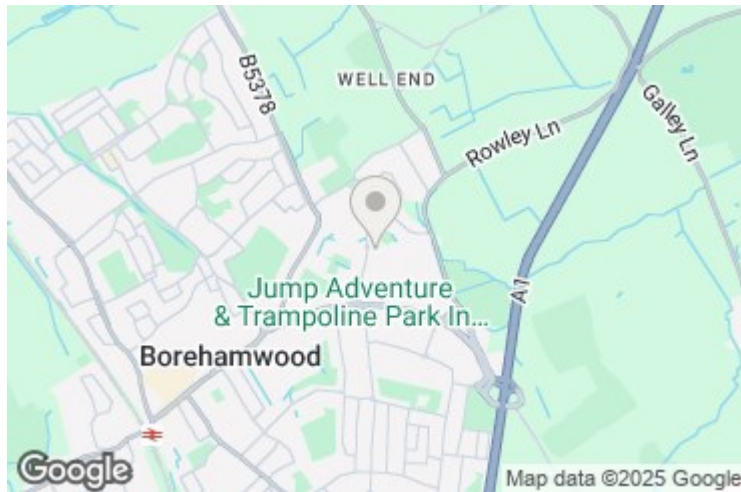 B5378
WELL END
Rowley Ln
Galley Ln
Jump Adventure
& Trampoline Park In...
A1
Borehamwood
Google
Map data ©2025 Google